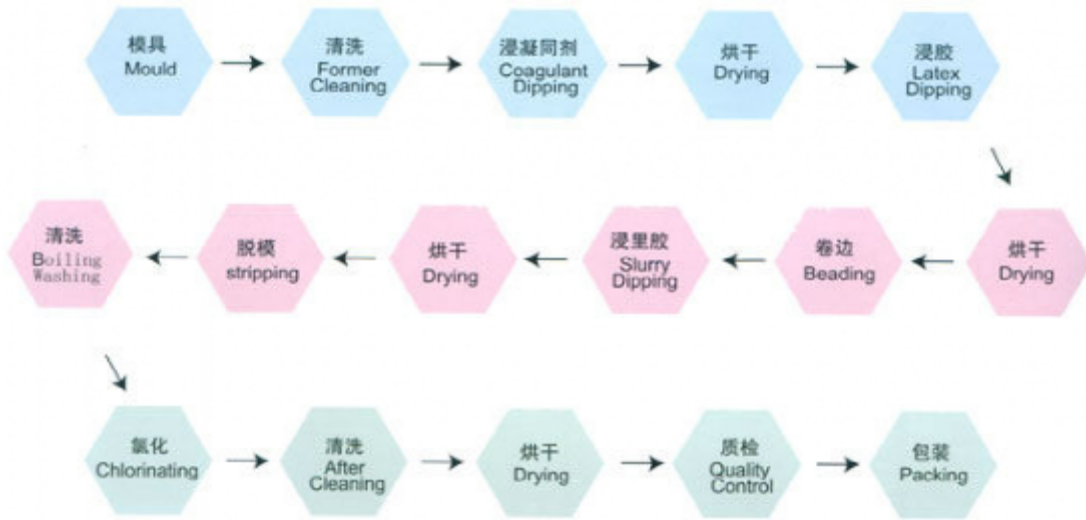 模具
Mould
清洗
Former
Cleaning
浸凝同剂
Coagulant
Dipping
烘干
Drying
浸胶
Latex
Dipping
烘干
Drying
卷边
Beading
浸里胶
Slurry
Dipping
烘干
Drying
脱模
stripping
清洗
Boiling
Washing
氯化
Chlorinating
清洗
After
Cleaning
烘干
Drying
质检
Quality
Control
包装
Packing